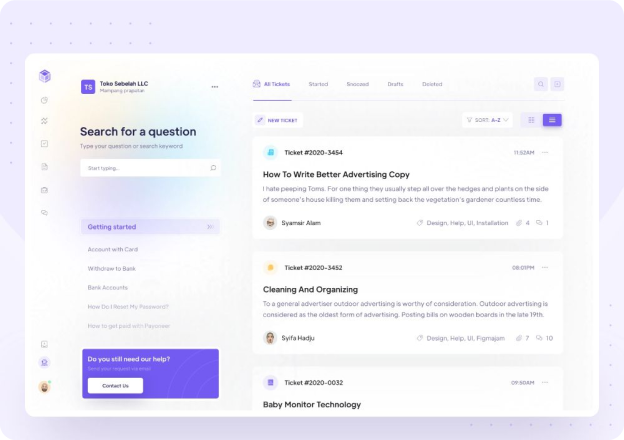 TS
Toko Sebelah LLC
Mampang prapatan
Search for a question
Type your question or search keyword
Start typing...
Getting started
Account with Card
Withdraw to Bank
Bank Accounts
How Do I Reset My Password?
How to get paid with Payoneer
Do you still need our help?
Send your request via email
Contact Us
All Tickets Started Snoozed Drafts Deleted
NEW TICKET
SORT: A-Z
Ticket #2020-3454 11:52AM
How To Write Better Advertising Copy
I hate peeping Toms. For one thing they usually step all over the hedges and plants on the side
of someone's house killing them and setting back the vegetation's gardener countless time.
Syamar Alam Design, Help, UI, Installation 4 1
Ticket #2020-3452 08:01PM
Cleaning And Organizing
To a general advertiser outdoor advertising is worthy of consideration. Outdoor advertising is
considered as the oldest form of advertising. Posting bills on wooden boards in the late 19th.
Syifa Hadju Design, Help, UI, Figmajam 7 10
Ticket #2020-0032 09:50AM
Baby Monitor Technology